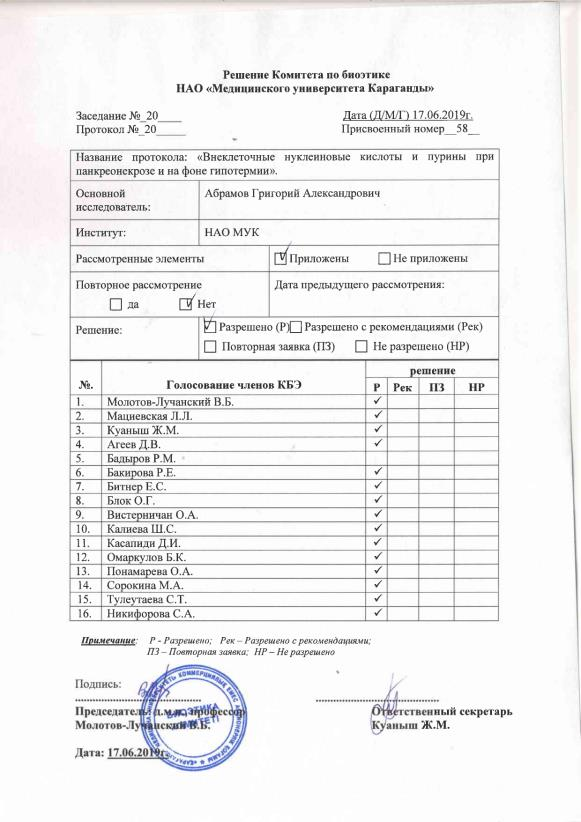 Решение Комитета по биоэтике
НАО «Медицинского университета Караганды»
Заседание №_20____ Дата (Д/М/Г) 17.06.2019г.
Протокол №_20_____ Присвоенный номер__58__
Название протокола: «Внеклеточные нуклеиновые кислоты и пурины при
панкреонекрозе и на фоне гипотермии».
Основной Абрамов Григорий Александрович
исследователь:
Институт: НАО МУК
Рассмотренные элементы ☑ Приложены ☐ Не приложены
Повторное рассмотрение Дата предыдущего рассмотрения:
☐ да ☑ Нет
Решение: ☑ Разрешено (Р) ☐ Разрешено с рекомендациями (Рек)
☐ Повторная заявка (ПЗ) ☐ Не разрешено (НР)
решение
№. Голосование членов КБЭ Р Рек ПЗ НР
1. Молотов-Лучанский В.Б. ✓
2. Мациевская Л.Л. ✓
3. Куаныш Ж.М. ✓
4. Агеев Д.В. ✓
5. Бадыров Р.М.
6. Бакирова Р.Е. ✓
7. Битнер Е.С. ✓
8. Блок О.Г. ✓
9. Вистерничан О.А. ✓
10. Калиева Ш.С. ✓
11. Касапиди Д.И. ✓
12. Омаркулов Б.К. ✓
13. Понамарева О.А. ✓
14. Сорокина М.А. ✓
15. Тулеутаева С.Т. ✓
16. Никифорова С.А. ✓
Примечание: Р - Разрешено; Рек – Разрешено с рекомендациями;
ПЗ – Повторная заявка; НР – Не разрешено
Подпись:
Председатель: д.м.н. профессор Ответственный секретарь
Молотов-Лучанский В.Б. Куаныш Ж.М.
БИОЭТИКА
КОМИТЕТІ
Дата: 17.06.2019г.